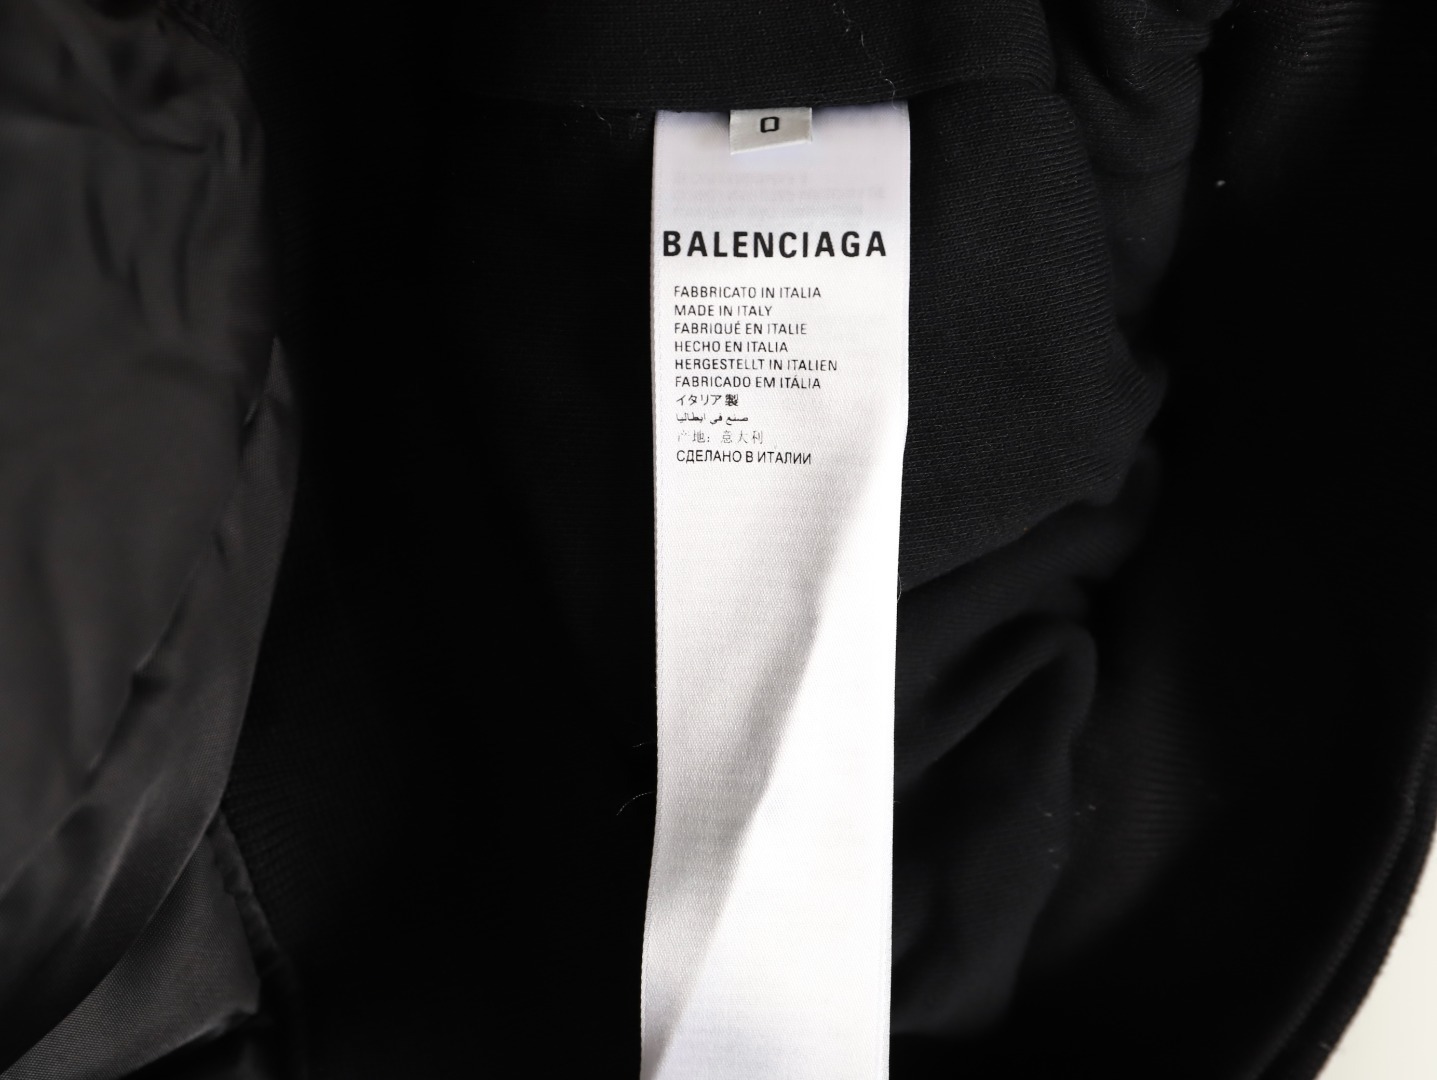 0
BALENCIAGA
FABBRICATO IN ITALIA
MADE IN ITALY
FABRIQUÉ EN ITALIE
HECHO EN ITALIA
HERGESTELLT IN ITALIEN
FABRICADO EM ITÁLIA
イタリア製
صنع في ايطاليا
产地：意大利
СДЕЛАНО В ИТАЛИИ